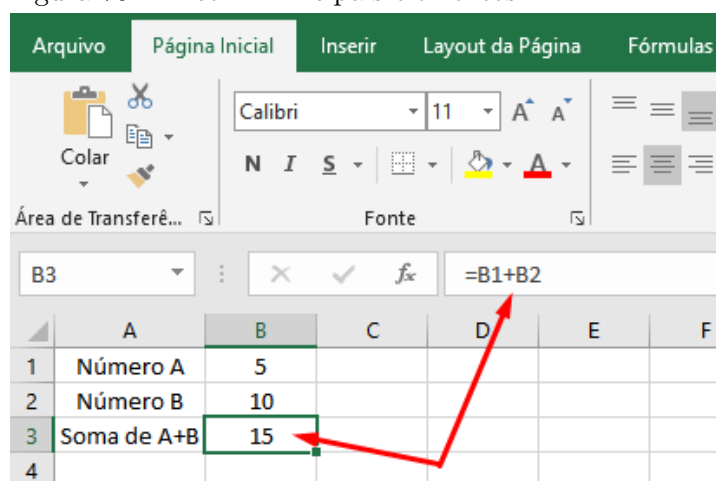 Arquivo Página Inicial Inserir Layout da Página Fórmulas
Calibri 11 A A
Colar N I S A
Área de Transferê... Fonte
B3 fx =B1+B2
A B C D E F
1 Número A 5
2 Número B 10
3 Soma de A+B 15
4